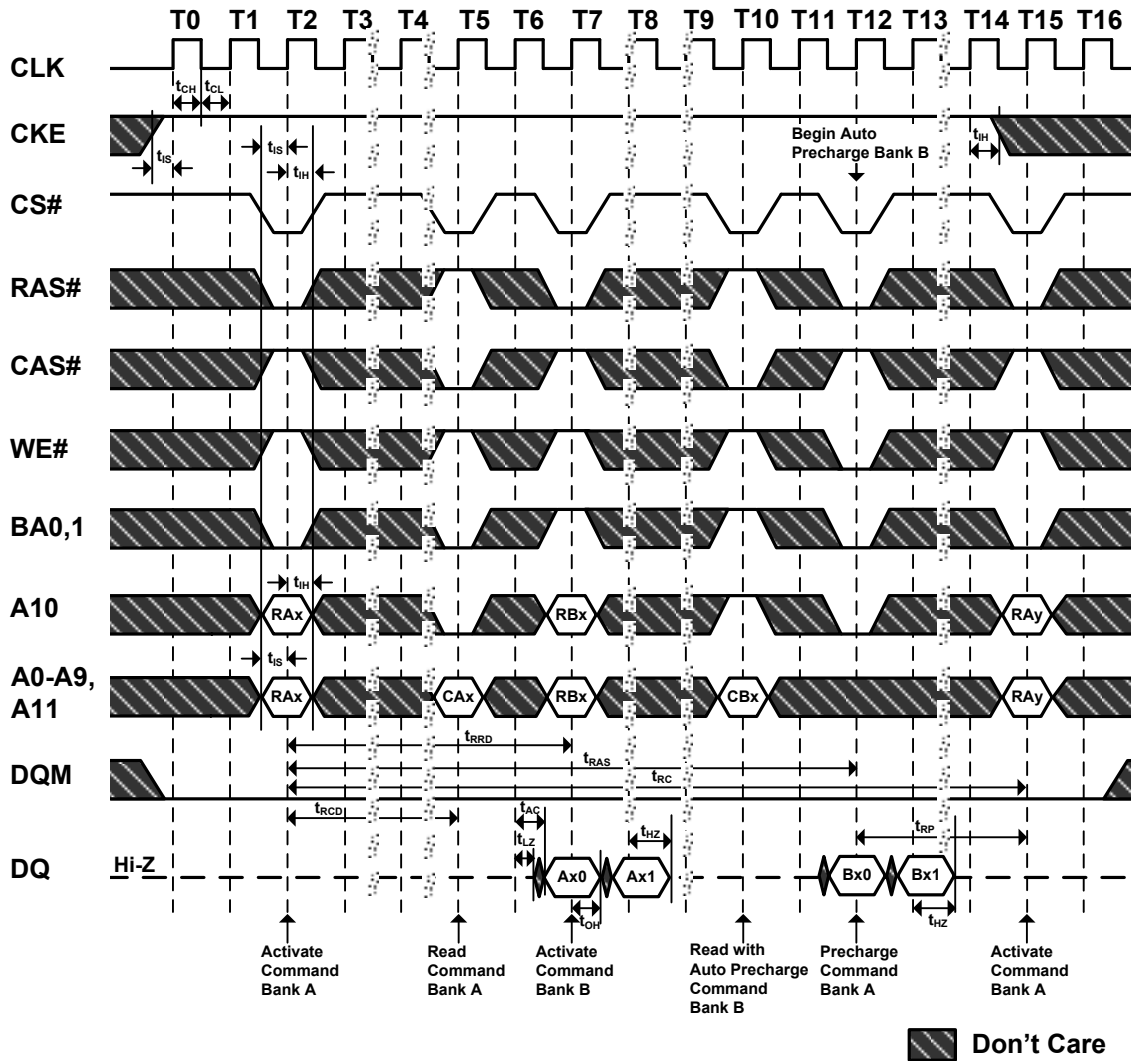 T0 T1 T2 T3 T4 T5 T6 T7 T8 T9 T10 T11 T12 T13 T14 T15 T16
CLK
tCH tCL
CKE
tIS
tIS
tIH
Begin Auto
Precharge Bank B
tIH
CS#
RAS#
CAS#
WE#
BA0,1
tIH
A10
RAx RBx RAy
tIS
A0-A9,
A11
RAx CAx RBx CBx RAy
tRRD
tRAS
DQM
tRC
tRCD
tAC
tRP
tLZ
tHZ
DQ
Hi-Z
Ax0 Ax1 Bx0 Bx1
tOH
tHZ
Activate
Command
Bank A
Read
Command
Bank A
Activate
Command
Bank B
Read with
Auto Precharge
Command
Bank B
Precharge
Command
Bank A
Activate
Command
Bank A
Don't Care